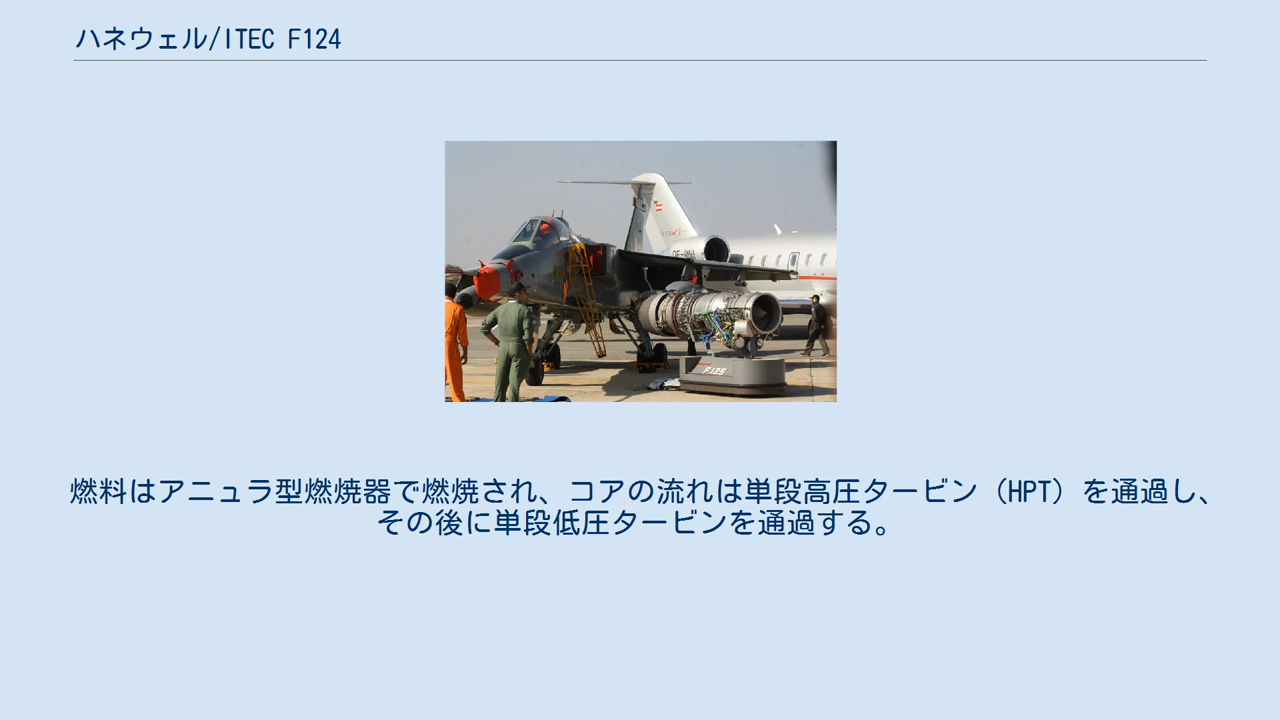 ハネウェル/ITEC F124
F125
燃料はアニュラ型燃焼器で燃焼され、コアの流れは単段高圧タービン（HPT）を通過し、
その後に単段低圧タービンを通過する。